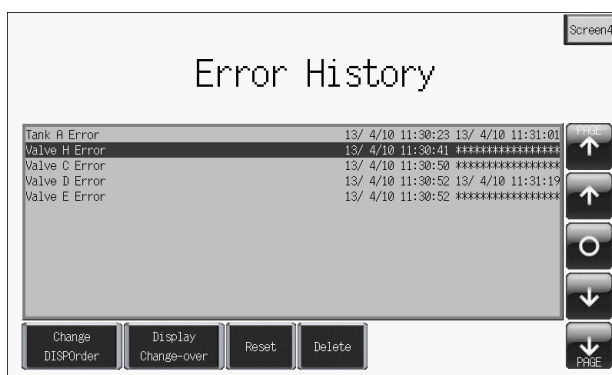 Screen4
Error History
Tank A Error 13/ 4/10 11:30:23 13/ 4/10 11:31:01
Valve H Error 13/ 4/10 11:30:41 *****************
Valve C Error 13/ 4/10 11:30:50 *****************
Valve D Error 13/ 4/10 11:30:52 13/ 4/10 11:31:19
Valve E Error 13/ 4/10 11:30:52 *****************
PAGE
Change
DISPOrder
Display
Change-over
Reset
Delete
PAGE